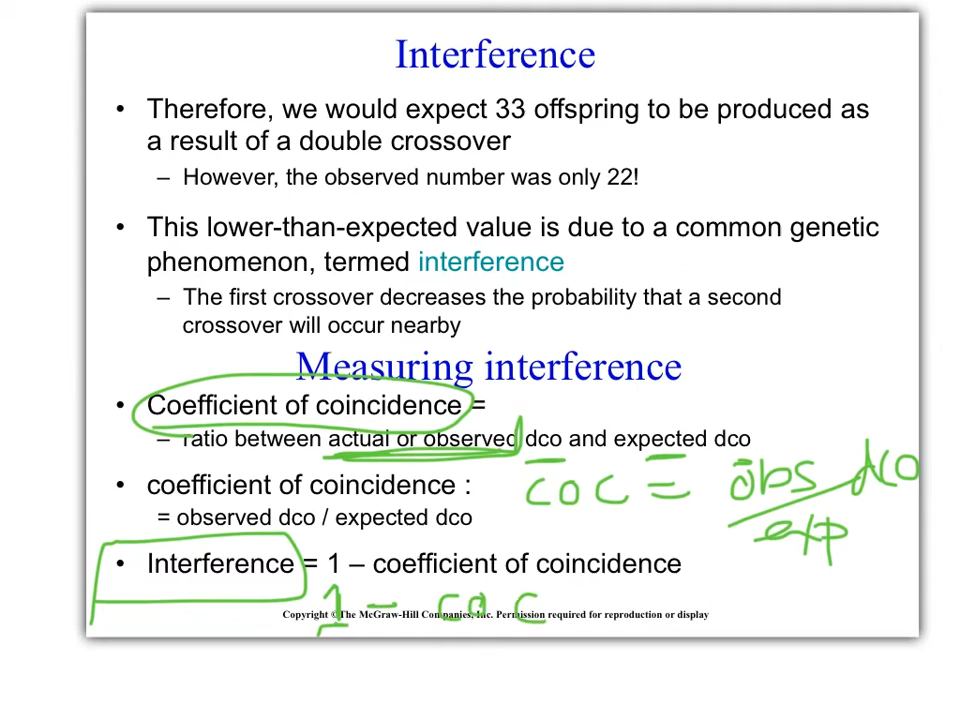 Interference
• Therefore, we would expect 33 offspring to be produced as
a result of a double crossover
– However, the observed number was only 22!
• This lower-than-expected value is due to a common genetic
phenomenon, termed interference
– The first crossover decreases the probability that a second
crossover will occur nearby
Measuring interference
• Coefficient of coincidence =
– ratio between actual or observed dco and expected dco
• coefficient of coincidence :
= observed dco / expected dco
coc = obs dco
exp
• Interference = 1 – coefficient of coincidence
1 - coc
Copyright ©The McGraw-Hill Companies, Inc. Permission required for reproduction or display